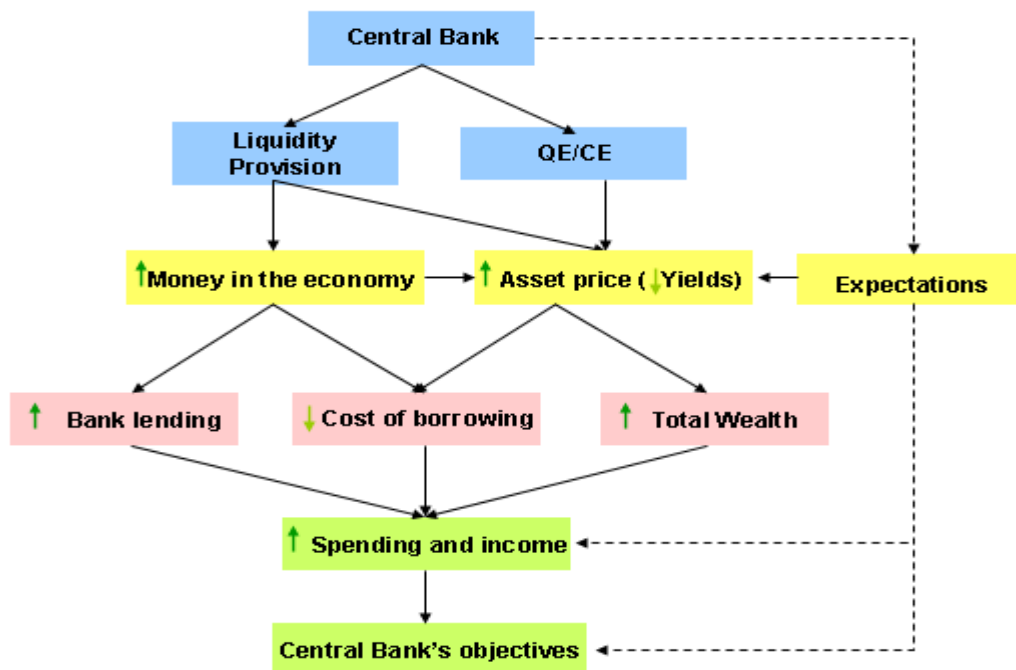 Central Bank
Liquidity
Provision
QE/CE
↑Money in the economy
↑ Asset price (↓Yields)
Expectations
↑ Bank lending
↓ Cost of borrowing
↑ Total Wealth
↑ Spending and income
Central Bank's objectives